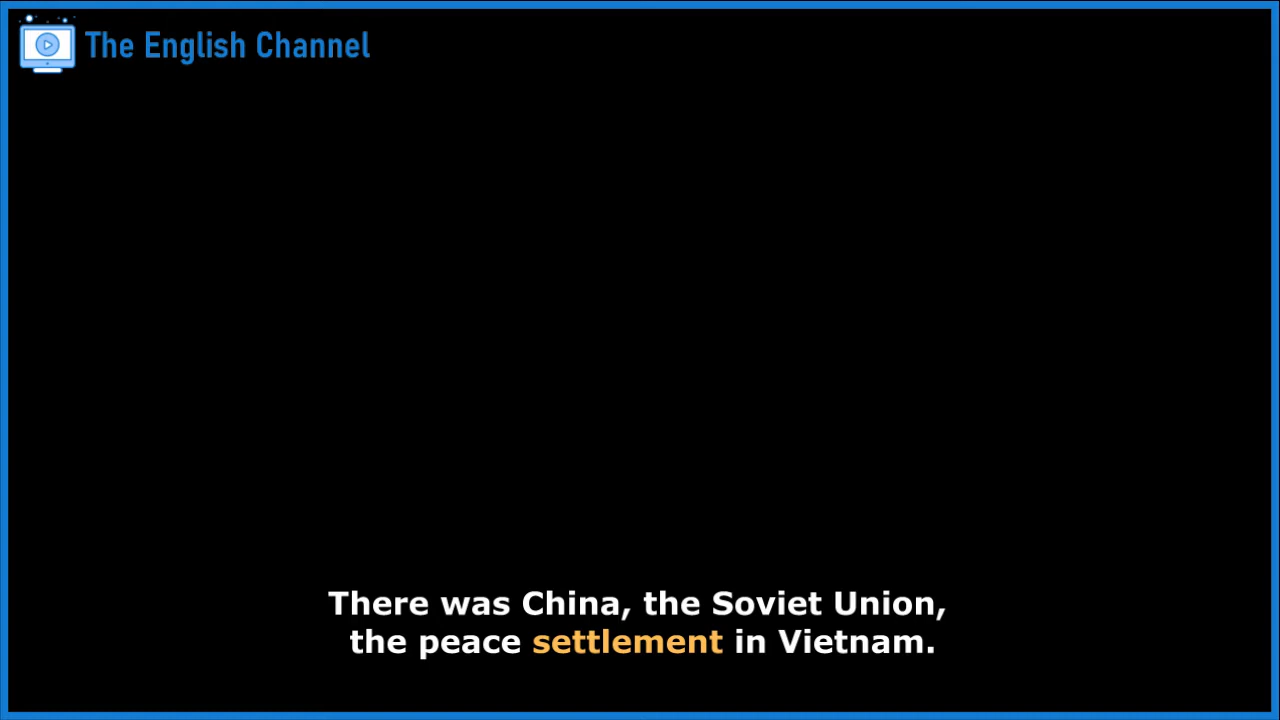 The English Channel
There was China, the Soviet Union,
the peace settlement in Vietnam.